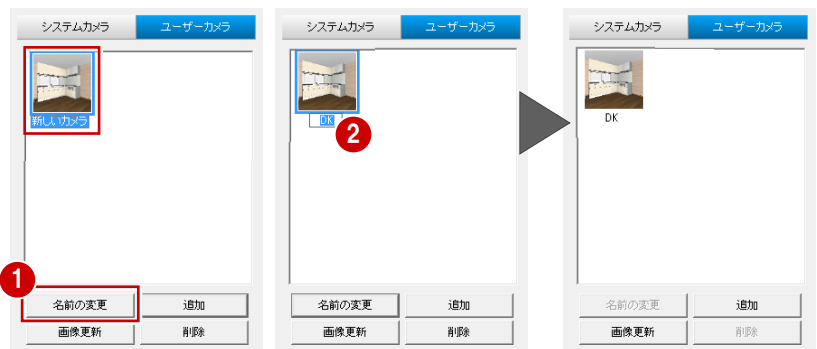 システムカメラ ユーザーカメラ
新しいカメラ
1
名前の変更 追加
画像更新 削除
システムカメラ ユーザーカメラ
DK
2
名前の変更 追加
画像更新 削除
システムカメラ ユーザーカメラ
DK
名前の変更 追加
画像更新 削除